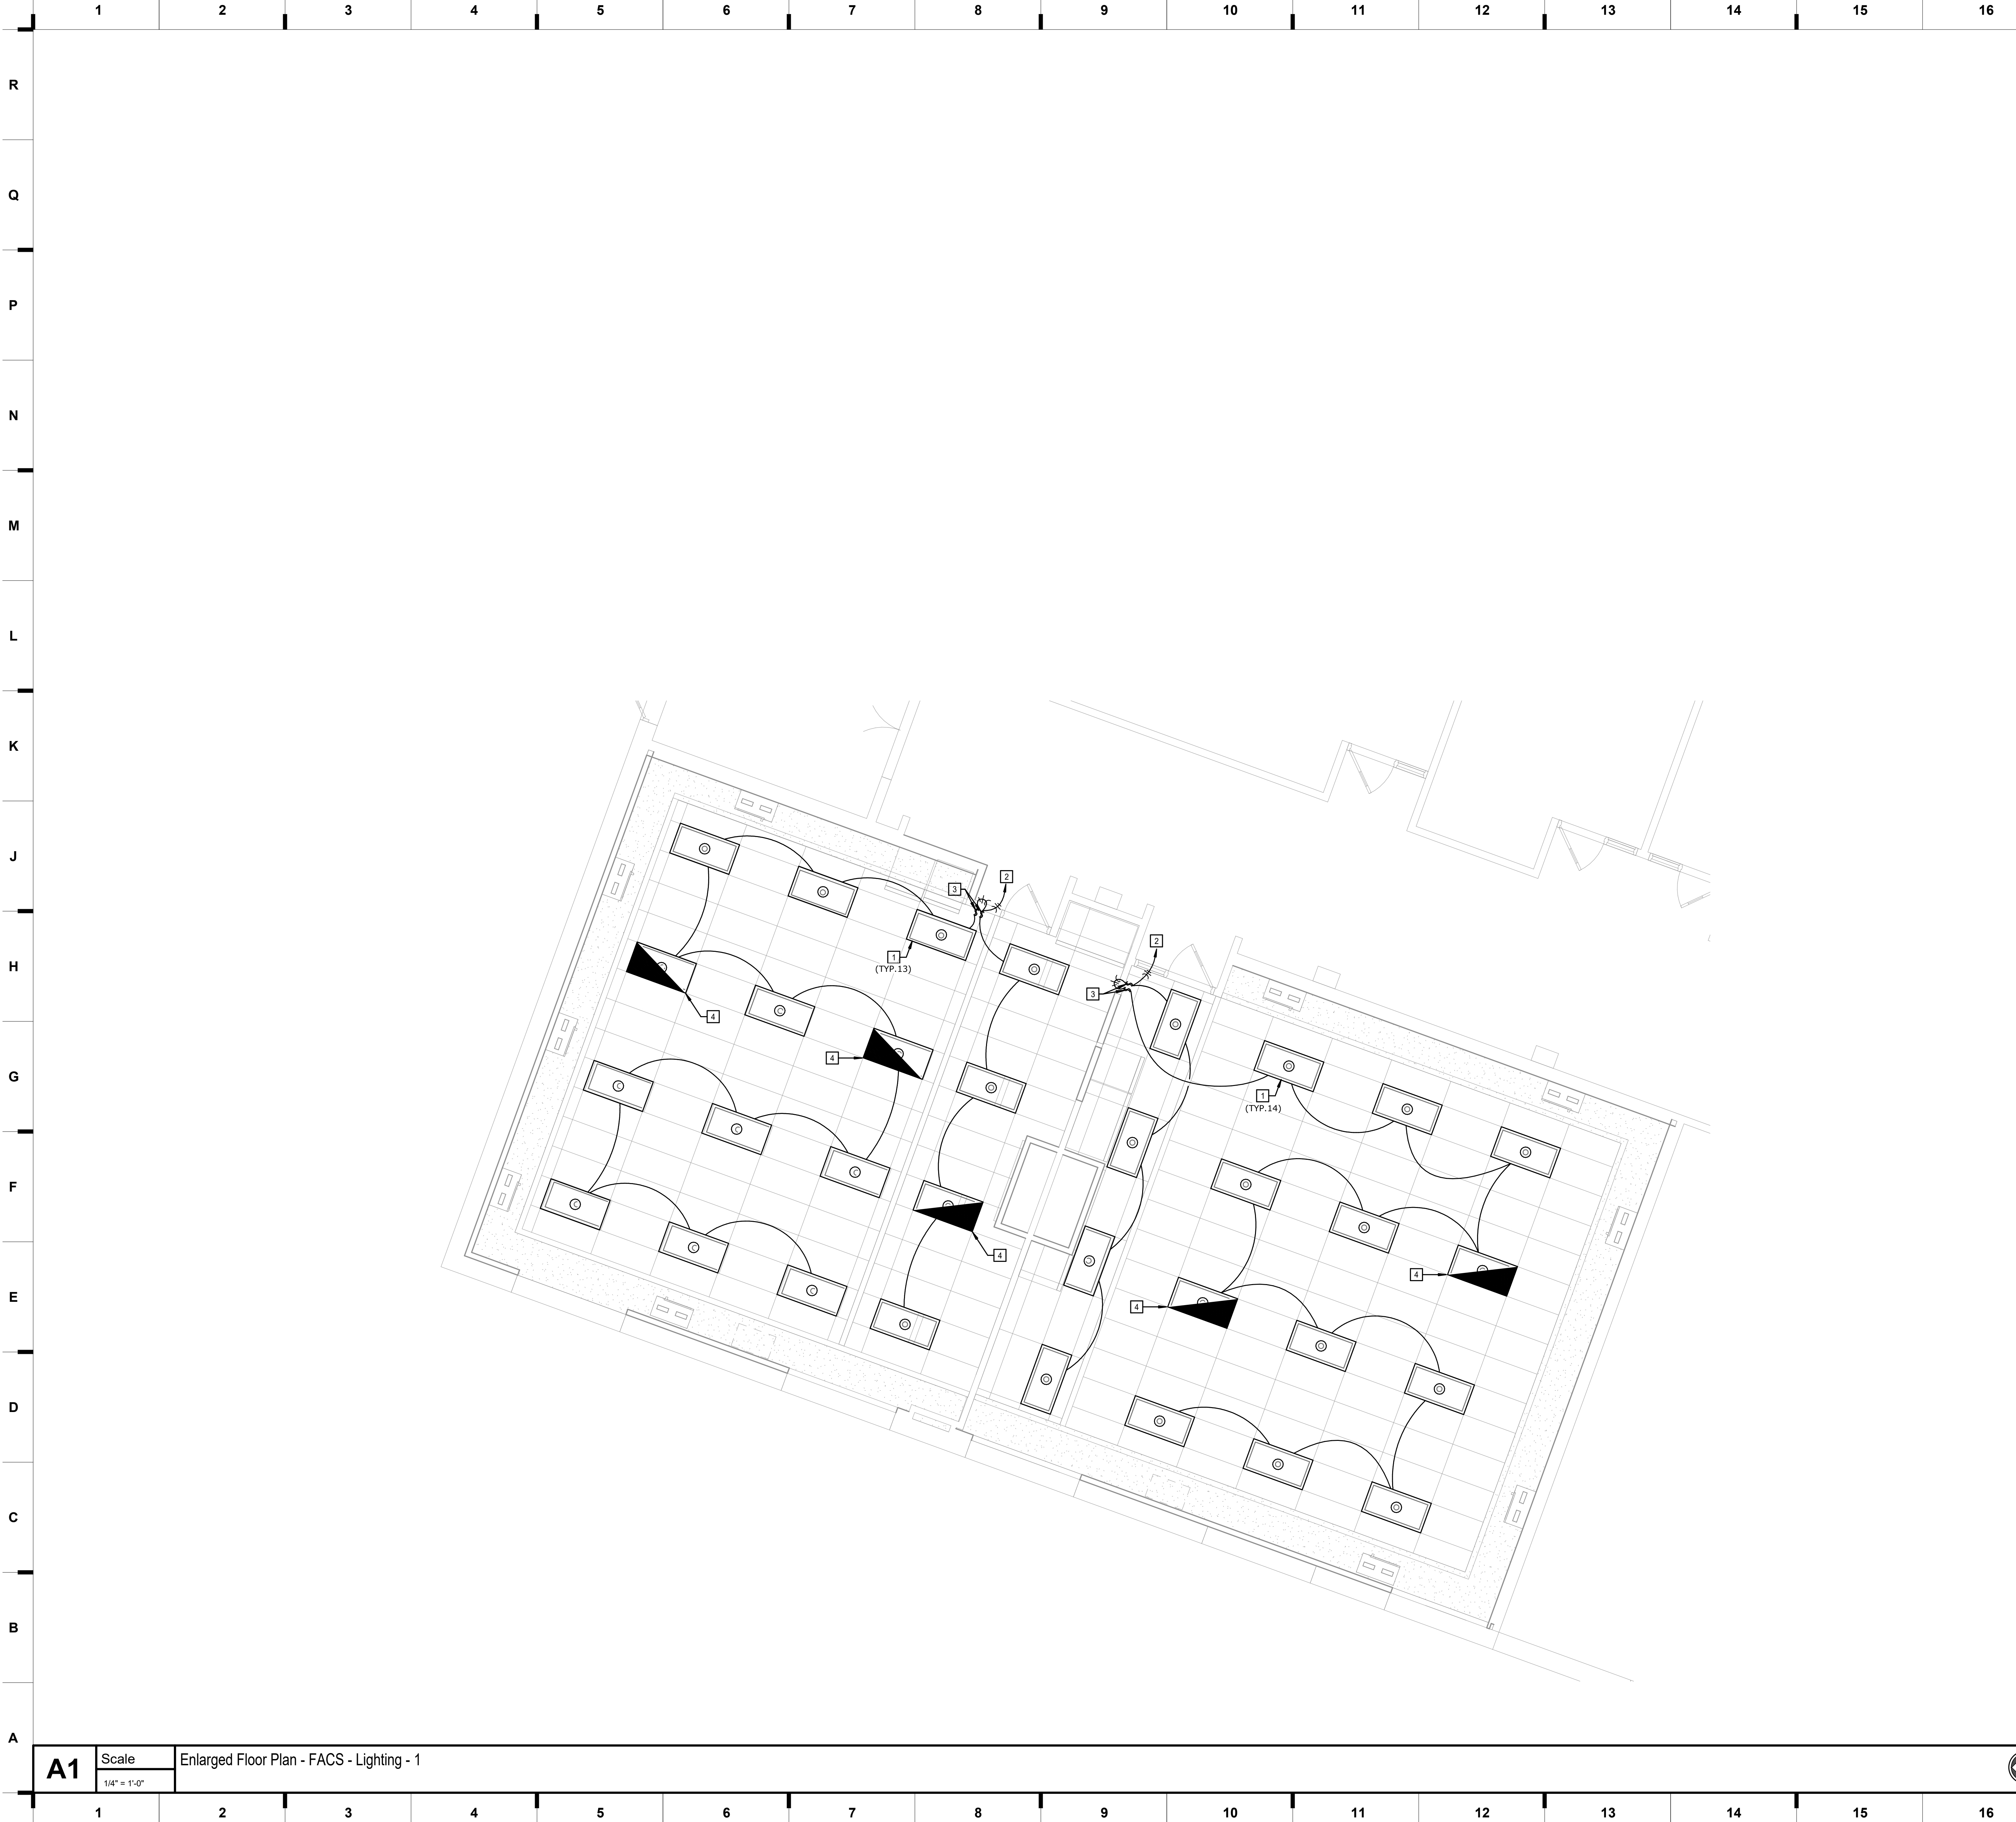 1 2 3 4 5 6 7 8 9 10 11 12 13 14 15 16
R
Q
P
N
M
L
K
J
3 2
H
2
1
(TYP.13)
3
4
G
4
1
(TYP.14)
F
4
4
E
4
D
C
B
A
A1 Scale Enlarged Floor Plan - FACS - Lighting - 1
1/4" = 1'-0"
1 2 3 4 5 6 7 8 9 10 11 12 13 14 15 16